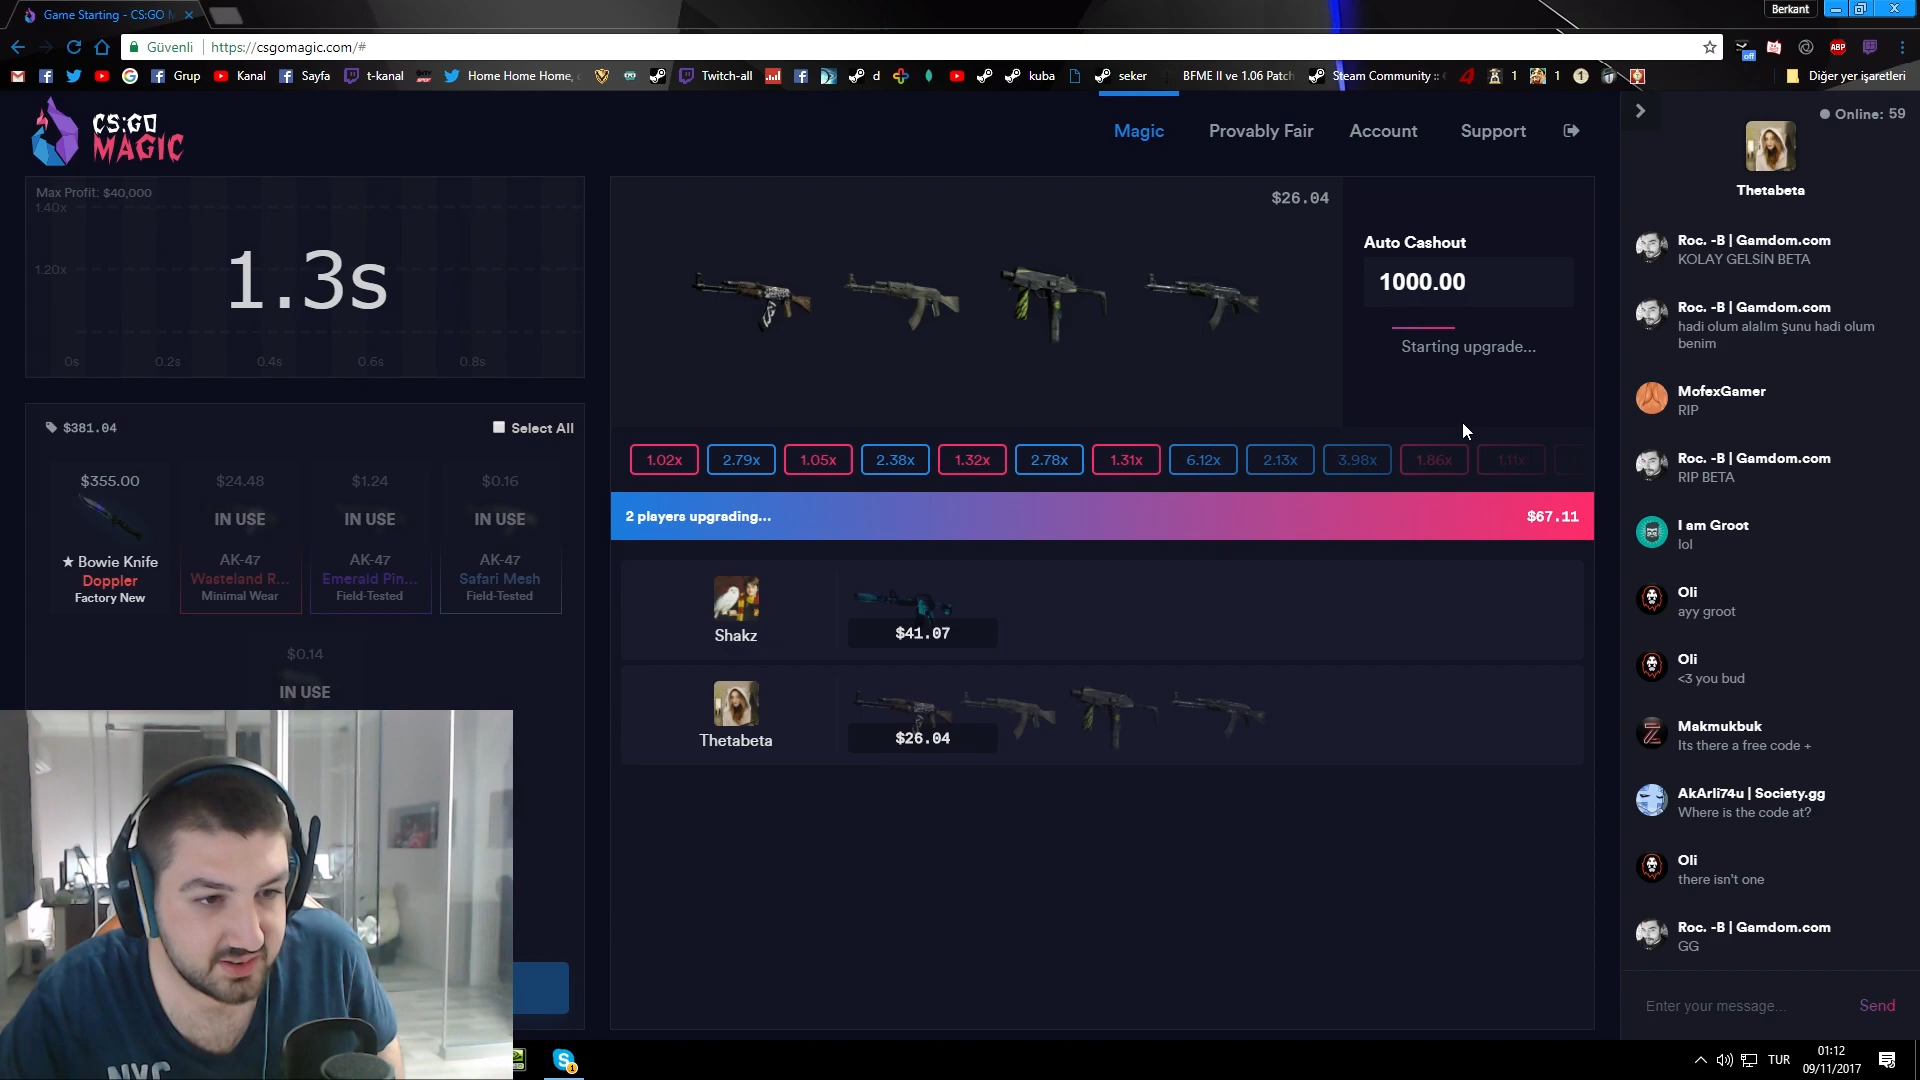 Game Starting - CS:GO M
Berkant
Güvenli
https://csgomagic.com/#
ABP
off
Grup
Kanal
Sayfa
t-kanal
Home Home Home,
Twitch-all
d
kuba
seker
BFME II ve 1.06 Patch
Steam Community ::
1
1
Diğer yer işaretleri
CS:GO
MAGIC
Magic
Provably Fair
Account
Support
Online: 59
Thetabeta
Max Profit: $40,000
1.40x
1.20x
1.3s
0s
0.2s
0.4s
0.6s
0.8s
$26.04
Auto Cashout
1000.00
Starting upgrade...
$381.04
Select All
$355.00
★ Bowie Knife
Doppler
Factory New
$24.48
IN USE
AK-47
Wasteland R...
Minimal Wear
$1.24
IN USE
AK-47
Emerald Pin...
Field-Tested
$0.16
IN USE
AK-47
Safari Mesh
Field-Tested
$0.14
IN USE
1.02x
2.79x
1.05x
2.38x
1.32x
2.78x
1.31x
6.12x
2.13x
3.98x
1.86x
1.11x
2 players upgrading...
$67.11
Shakz
$41.07
Thetabeta
$26.04
Roc. -B | Gamdom.com
KOLAY GELSİN BETA
Roc. -B | Gamdom.com
hadi olum alalım şunu hadi olum
benim
MofexGamer
RIP
Roc. -B | Gamdom.com
RIP BETA
I am Groot
lol
Oli
ayy groot
Oli
<3 you bud
Makmukbuk
Its there a free code +
AkArli74u | Society.gg
Where is the code at?
Oli
there isn't one
Roc. -B | Gamdom.com
GG
Enter your message...
Send
NYC
TUR
01:12
09/11/2017